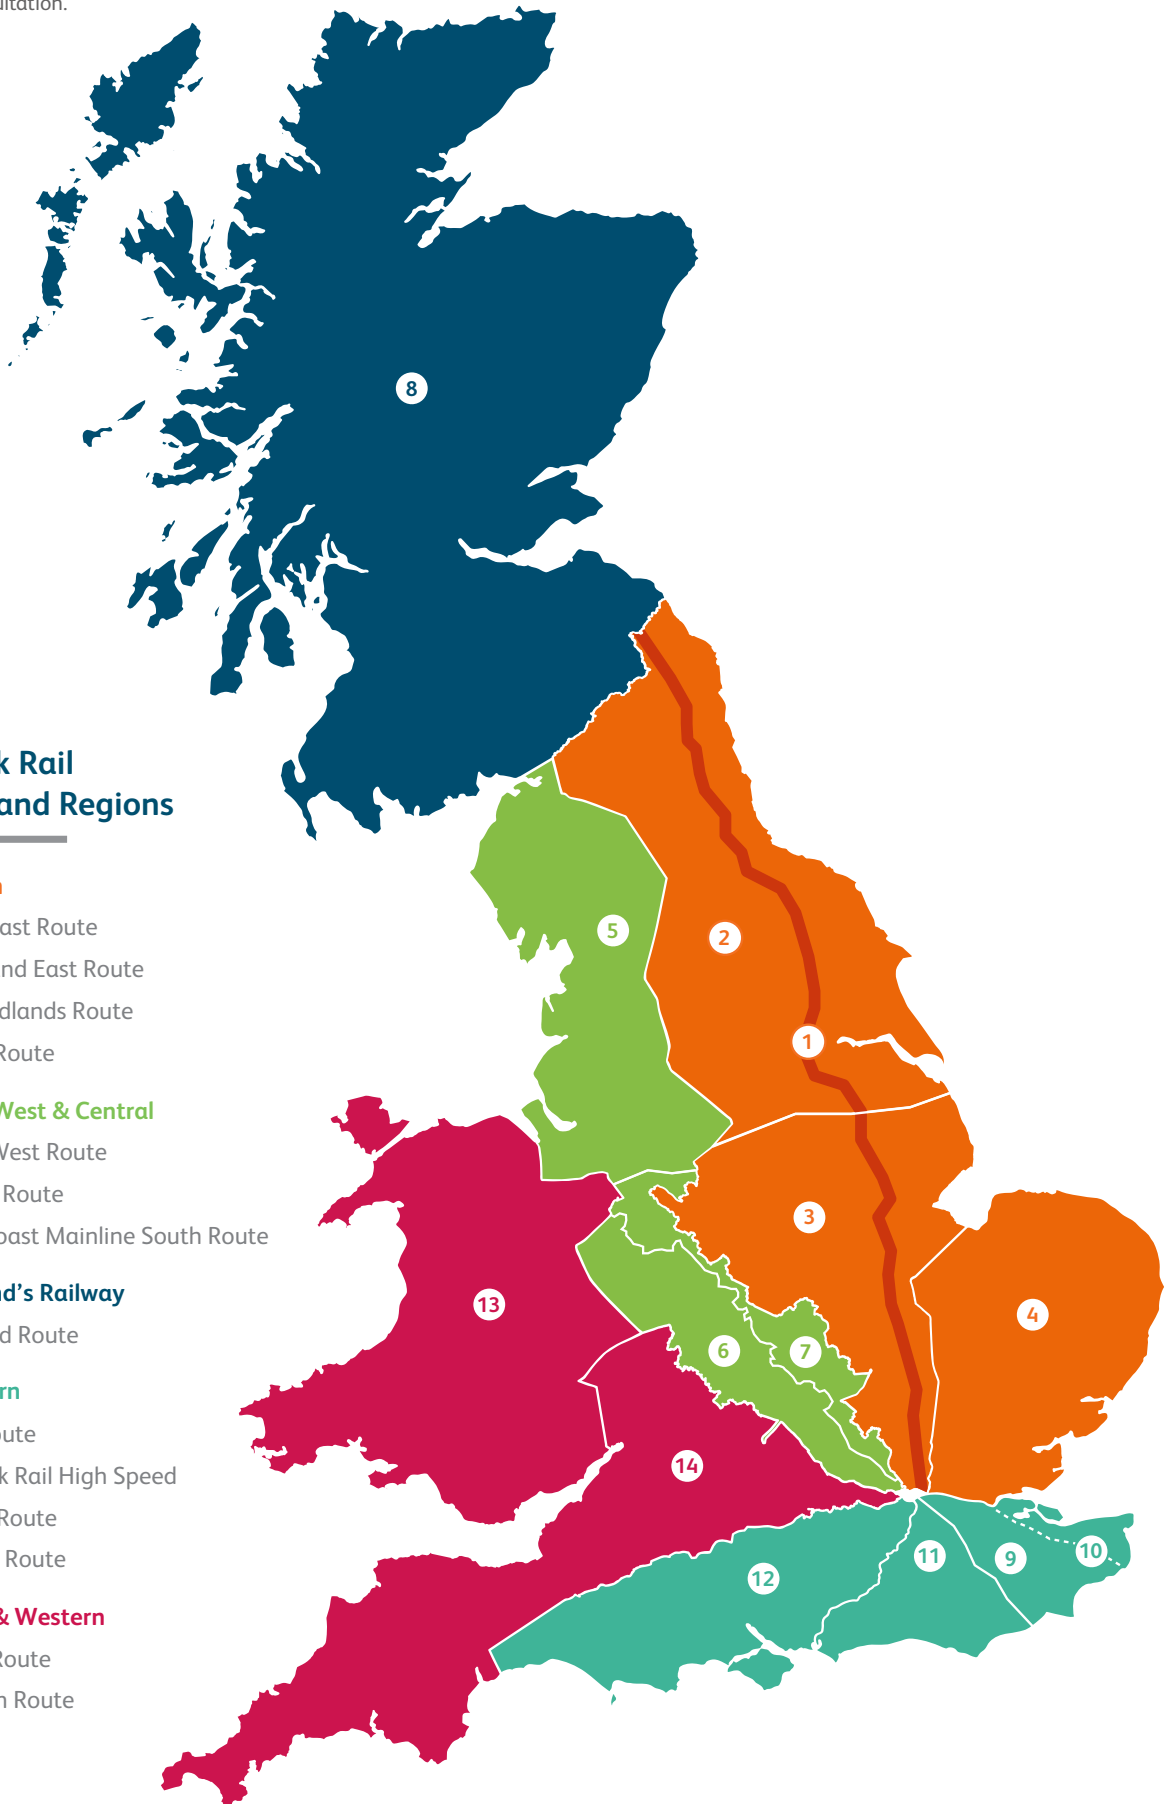 ultation.
k Rail
and Regions
n
ast Route
nd East Route
dlands Route
Route
West & Central
West Route
Route
oast Mainline South Route
d's Railway
d Route
rn
oute
k Rail High Speed
Route
Route
& Western
Route
n Route
8
5
2
1
3
13
4
6
7
14
11
9
10
12